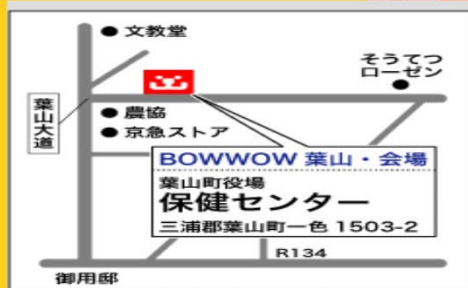 文教堂
そうてつ
ローゼン
葉山大道
農協
京急ストア
BOWWOW 葉山・会場
葉山町役場
保健センター
三浦郡葉山町一色 1503-2
R134
御用邸